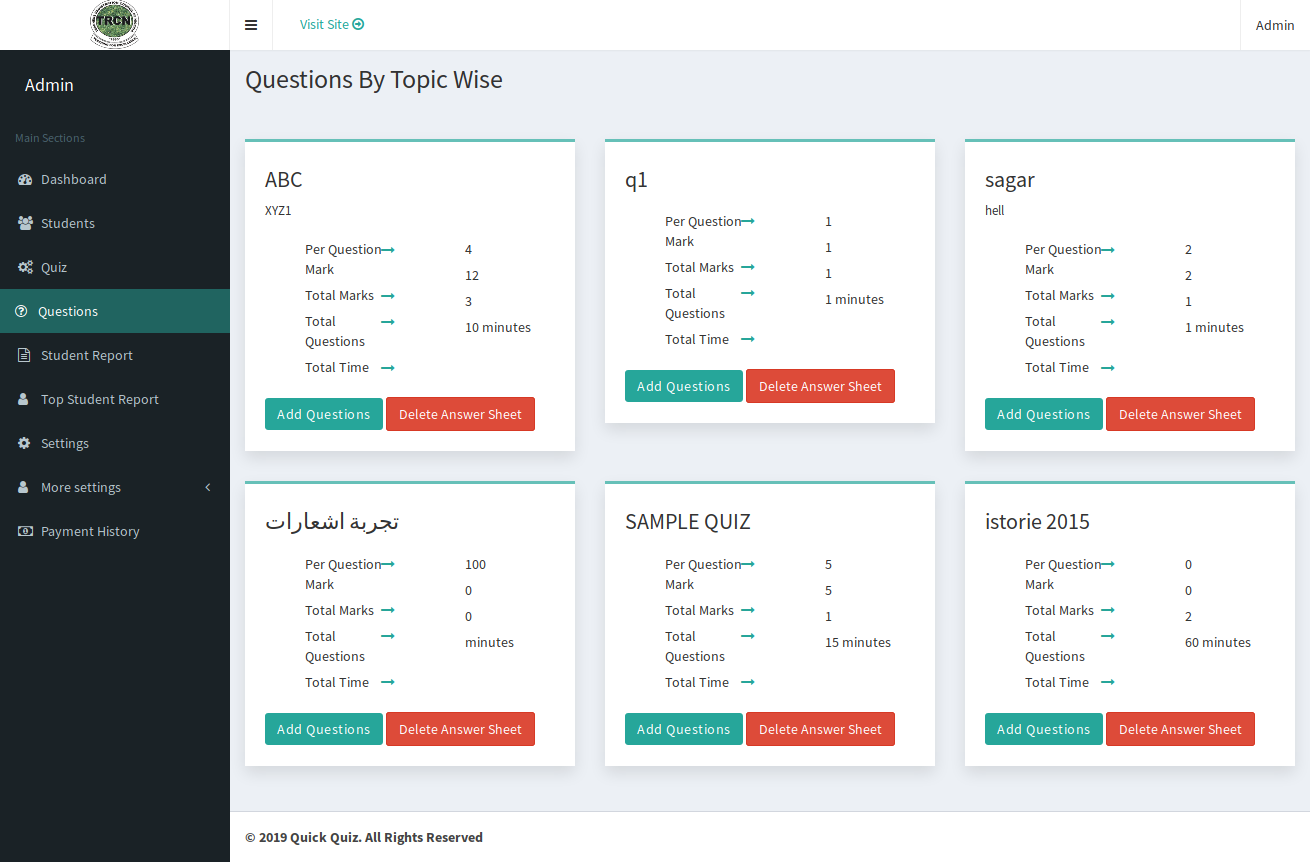 TRCN
Visit Site
Admin
Admin
Main Sections
Dashboard
Students
Quiz
Questions
Student Report
Top Student Report
Settings
More settings
Payment History
Questions By Topic Wise
ABC
XYZ1
Per Question Mark
Total Marks
Total Questions
Total Time
4
12
3
10 minutes
Add Questions
Delete Answer Sheet
q1
Per Question Mark
Total Marks
Total Questions
Total Time
1
1
1
1 minutes
Add Questions
Delete Answer Sheet
sagar
hell
Per Question Mark
Total Marks
Total Questions
Total Time
2
2
1
1 minutes
Add Questions
Delete Answer Sheet
تجربة اشعارات
Per Question Mark
Total Marks
Total Questions
Total Time
100
0
0
minutes
Add Questions
Delete Answer Sheet
SAMPLE QUIZ
Per Question Mark
Total Marks
Total Questions
Total Time
5
5
1
15 minutes
Add Questions
Delete Answer Sheet
istorie 2015
Per Question Mark
Total Marks
Total Questions
Total Time
0
0
2
60 minutes
Add Questions
Delete Answer Sheet
© 2019 Quick Quiz. All Rights Reserved